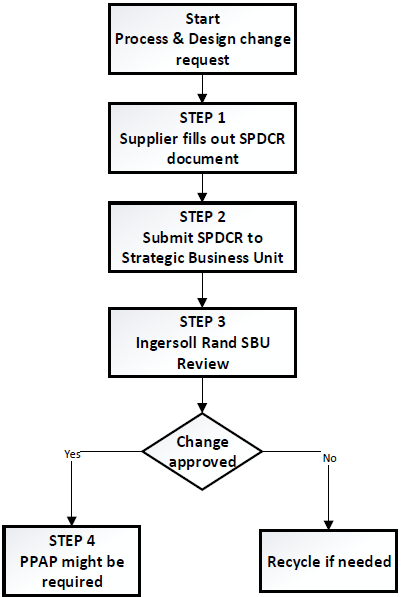 Start
Process & Design change
request
STEP 1
Supplier fills out SPDCR
document
STEP 2
Submit SPDCR to
Strategic Business Unit
STEP 3
Ingersoll Rand SBU
Review
Change
approved
Yes
No
STEP 4
PPAP might be
required
Recycle if needed